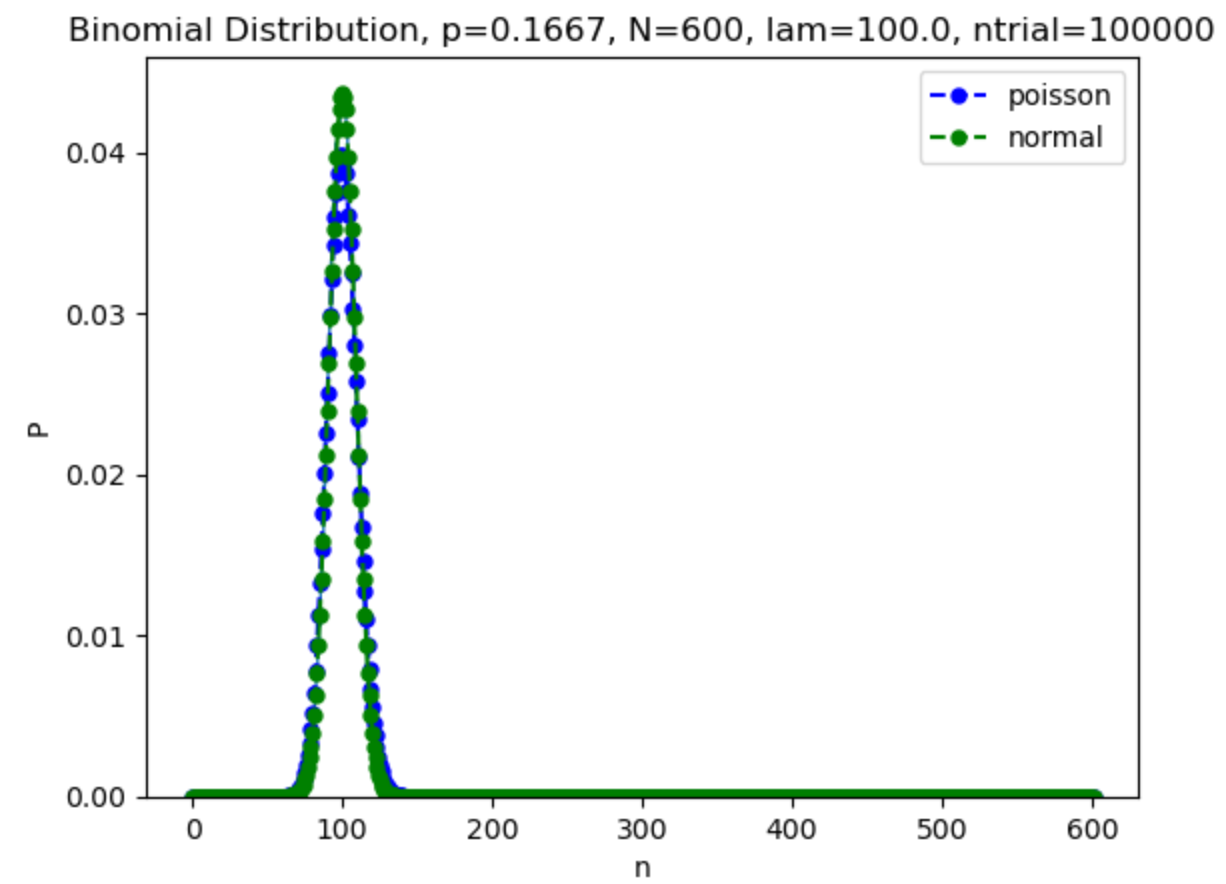 Binomial Distribution, p=0.1667, N=600, lam=100.0, ntrial=100000
poisson
normal
0.04
0.03
0.02
0.01
0.00
P
0 100 200 300 400 500 600
n